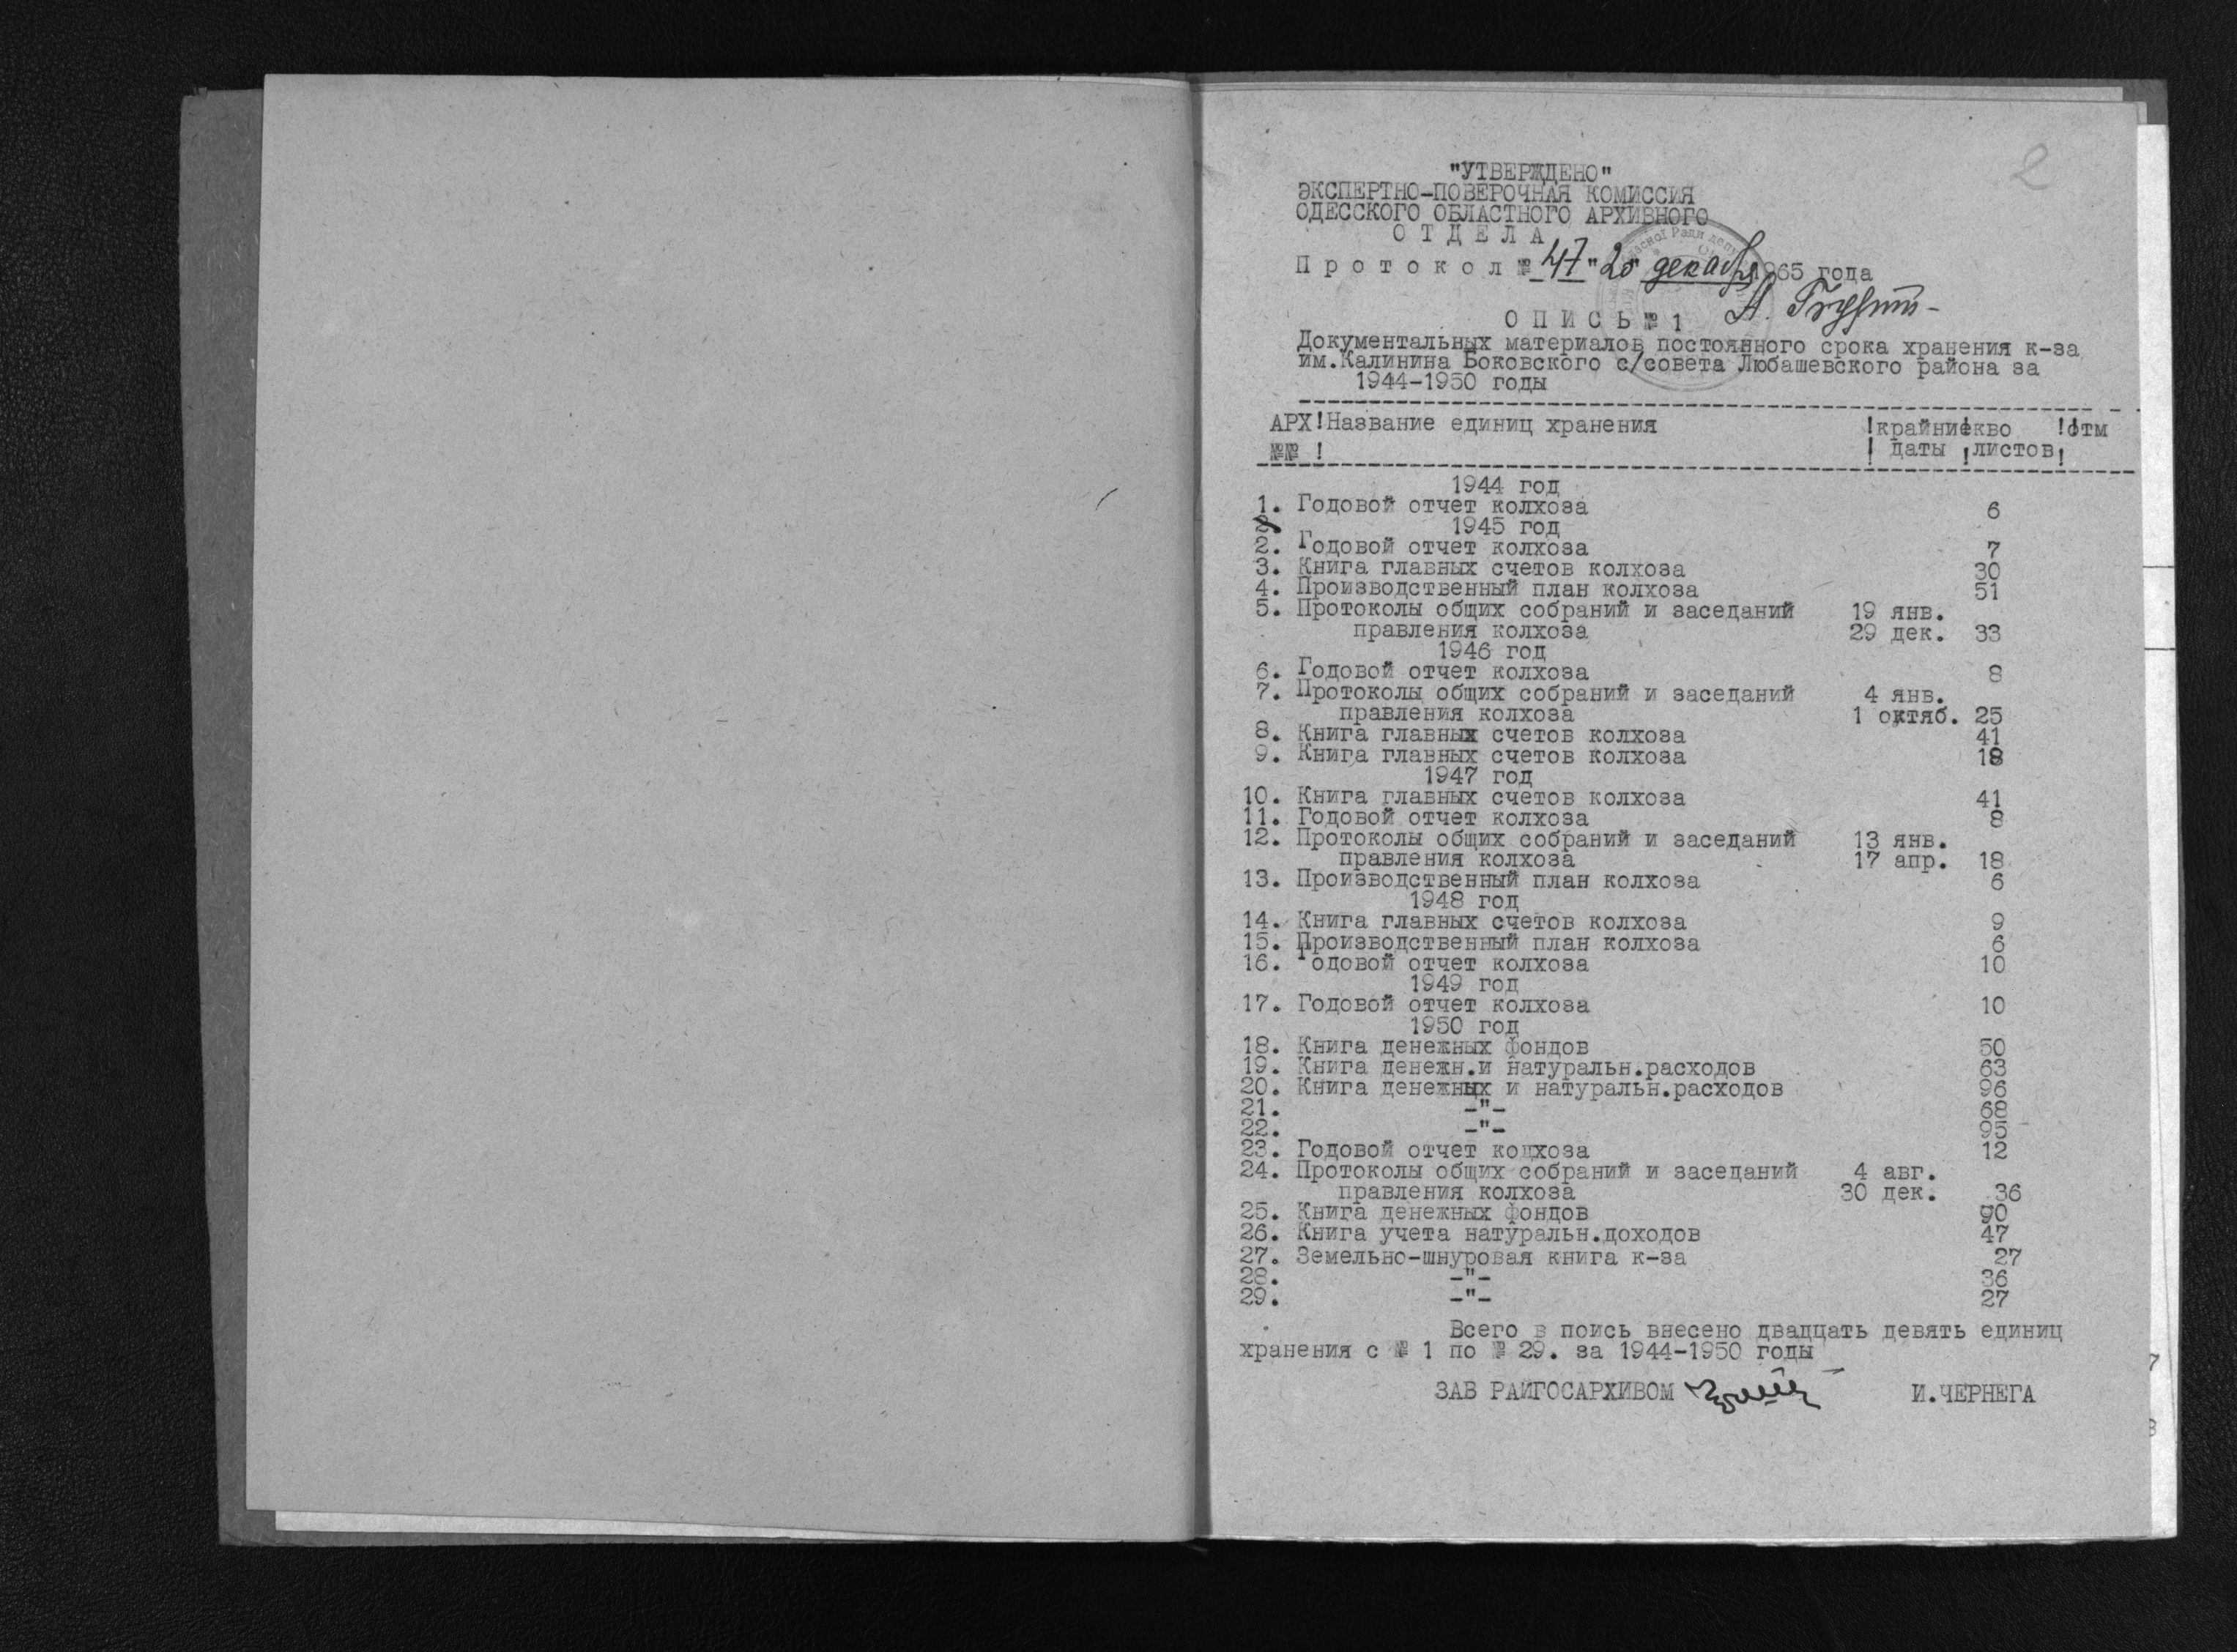 2
"УТВЕРЖДЕНО"
ЭКСПЕРТНО-ПОВЕРОЧНАЯ КОМИССИЯ
ОДЕССКОГО ОБЛАСТНОГО АРХИВНОГО
О Т Д Е Л А
П р о т о к о л № 47 "20" декабря 1965 года
О П И С Ь № 1
Документальных материалов постоянного срока хранения к-за
им.Калинина Боковского с/совета Любашевского района за
1944-1950 годы
АРХ!Название единиц хранения !крайние!кво !отм
№№ ! ! даты !листов!
1944 год
1. Годовой отчет колхоза 6
1945 год
2. Годовой отчет колхоза 7
3. Книга главных счетов колхоза 30
4. Производственный план колхоза 51
5. Протоколы общих собраний и заседаний 19 янв.
правления колхоза 29 дек. 33
1946 год
6. Годовой отчет колхоза 8
7. Протоколы общих собраний и заседаний 4 янв.
правления колхоза 1 октяб. 25
8. Книга главных счетов колхоза 41
9. Книга главных счетов колхоза 18
1947 год
10. Книга главных счетов колхоза 41
11. Годовой отчет колхоза 8
12. Протоколы общих собраний и заседаний 13 янв.
правления колхоза 17 апр. 18
13. Производственный план колхоза 6
1948 год
14. Книга главных счетов колхоза 9
15. Производственный план колхоза 6
16. Годовой отчет колхоза 10
1949 год
17. Годовой отчет колхоза 10
1950 год
18. Книга денежных фондов 50
19. Книга денежн.и натуральн.расходов 63
20. Книга денежных и натуральн.расходов 96
21. -"- 68
22. -"- 95
23. Годовой отчет колхоза 12
24. Протоколы общих собраний и заседаний 4 авг.
правления колхоза 30 дек. 36
25. Книга денежных фондов 90
26. Книга учета натуральн.доходов 47
27. Земельно-шнуровая книга к-за 27
28. -"- 36
29. -"- 27
Всего в поись внесено двадцать девять единиц
хранения с № 1 по № 29. за 1944-1950 годы
ЗАВ РАЙГОСАРХИВОМ И.ЧЕРНЕГА